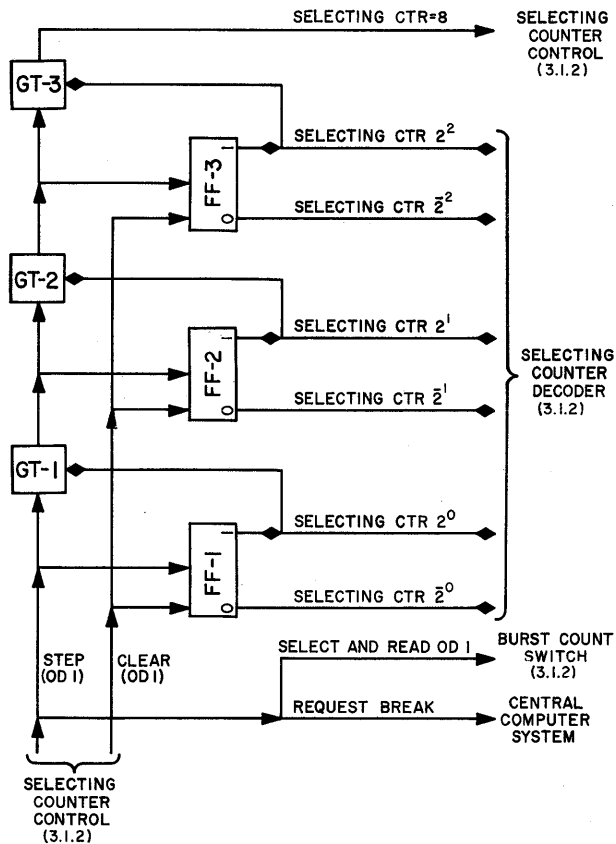 SELECTING CTR=8
SELECTING
COUNTER
CONTROL
(3.1.2)
GT-3
FF-3
1
0
SELECTING CTR 2²
SELECTING CTR 2̄²
GT-2
FF-2
1
0
SELECTING CTR 2¹
SELECTING CTR 2̄¹
SELECTING
COUNTER
DECODER
(3.1.2)
GT-1
FF-1
1
0
SELECTING CTR 2⁰
SELECTING CTR 2̄⁰
STEP
(OD 1)
CLEAR
(OD 1)
SELECT AND READ OD 1
BURST COUNT
SWITCH
(3.1.2)
REQUEST BREAK
CENTRAL
COMPUTER
SYSTEM
SELECTING
COUNTER
CONTROL
(3.1.2)